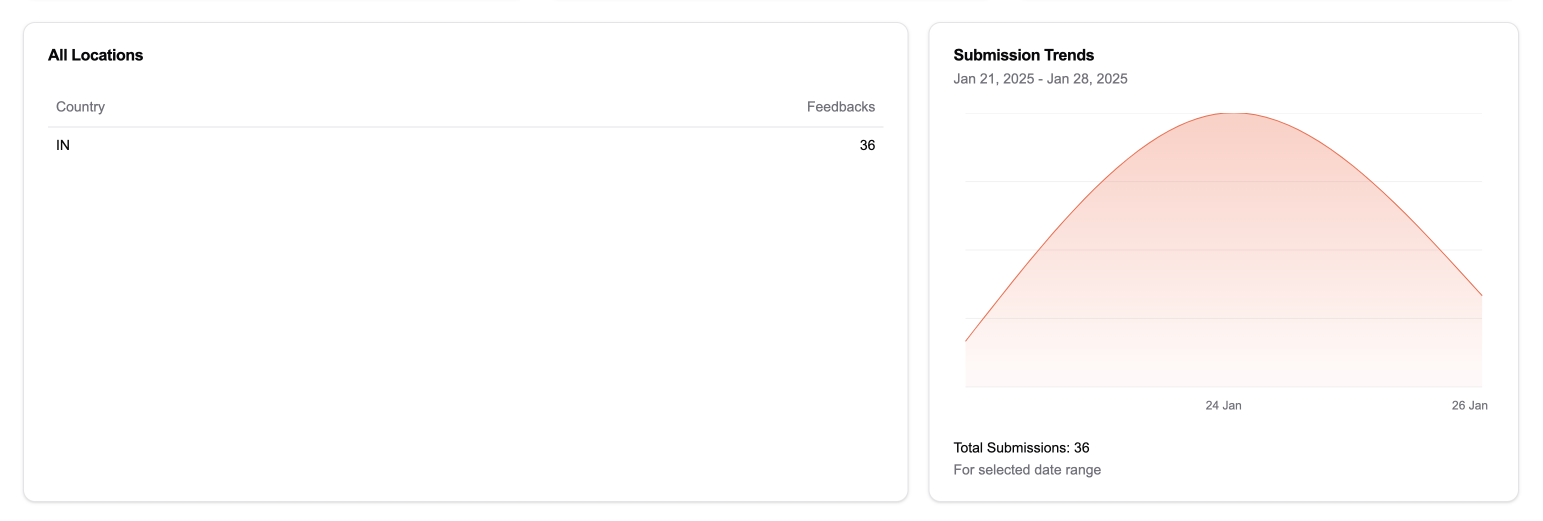 All Locations
Country Feedbacks
IN 36
Submission Trends
Jan 21, 2025 - Jan 28, 2025
24 Jan 26 Jan
Total Submissions: 36
For selected date range